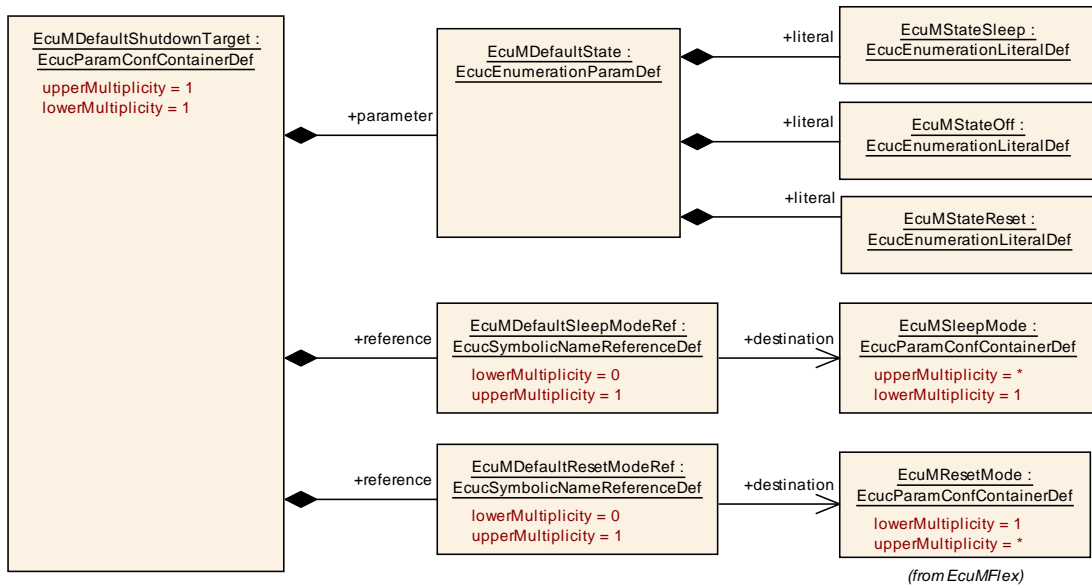 EcuMDefaultShutdownTarget :
EcucParamConfContainerDef
upperMultiplicity = 1
lowerMultiplicity = 1
+parameter
EcuMDefaultState :
EcucEnumerationParamDef
+literal
EcuMStateSleep :
EcucEnumerationLiteralDef
+literal
EcuMStateOff :
EcucEnumerationLiteralDef
+literal
EcuMStateReset :
EcucEnumerationLiteralDef
+reference
EcuMDefaultSleepModeRef :
EcucSymbolicNameReferenceDef
lowerMultiplicity = 0
upperMultiplicity = 1
+destination
EcuMSleepMode :
EcucParamConfContainerDef
upperMultiplicity = *
lowerMultiplicity = 1
+reference
EcuMDefaultResetModeRef :
EcucSymbolicNameReferenceDef
lowerMultiplicity = 0
upperMultiplicity = 1
+destination
EcuMResetMode :
EcucParamConfContainerDef
lowerMultiplicity = 1
upperMultiplicity = *
(from EcuMFlex)